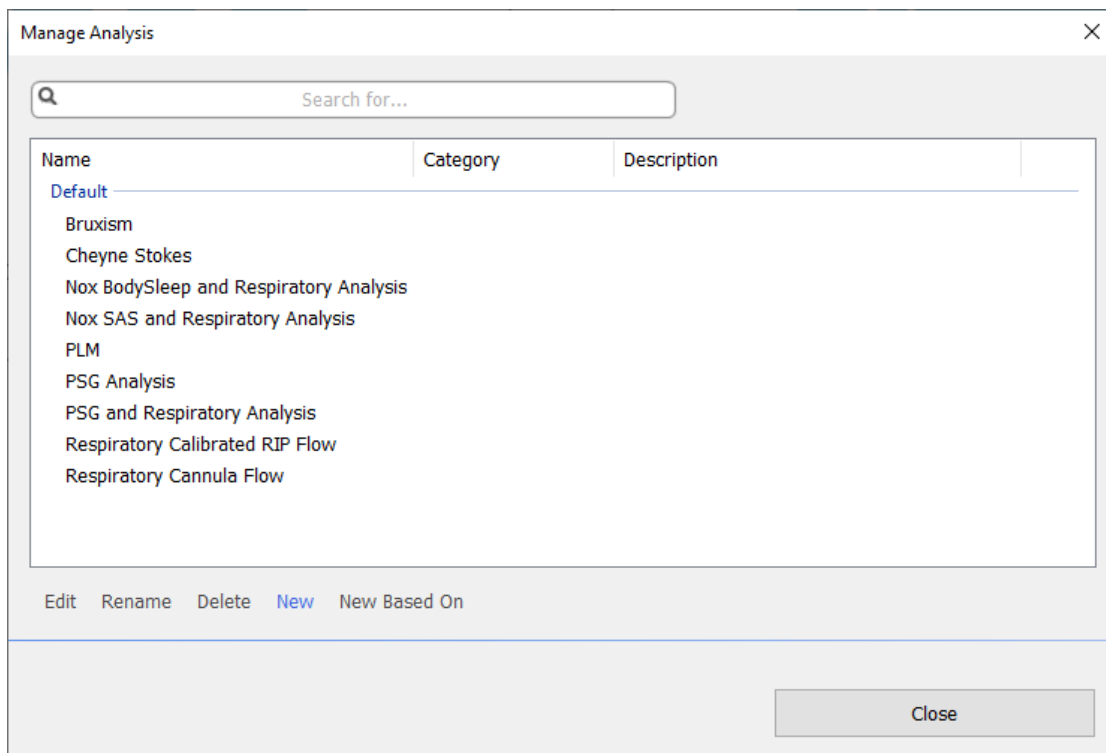 Manage Analysis
Search for...
Name Category Description
Default
Bruxism
Cheyne Stokes
Nox BodySleep and Respiratory Analysis
Nox SAS and Respiratory Analysis
PLM
PSG Analysis
PSG and Respiratory Analysis
Respiratory Calibrated RIP Flow
Respiratory Cannula Flow
Edit Rename Delete New New Based On
Close